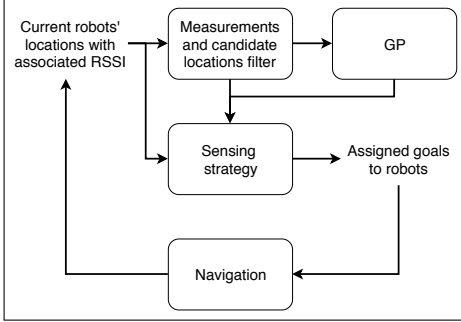 Current robots'
locations with
associated RSSI
Measurements
and candidate
locations filter
GP
Sensing
strategy
Assigned goals
to robots
Navigation